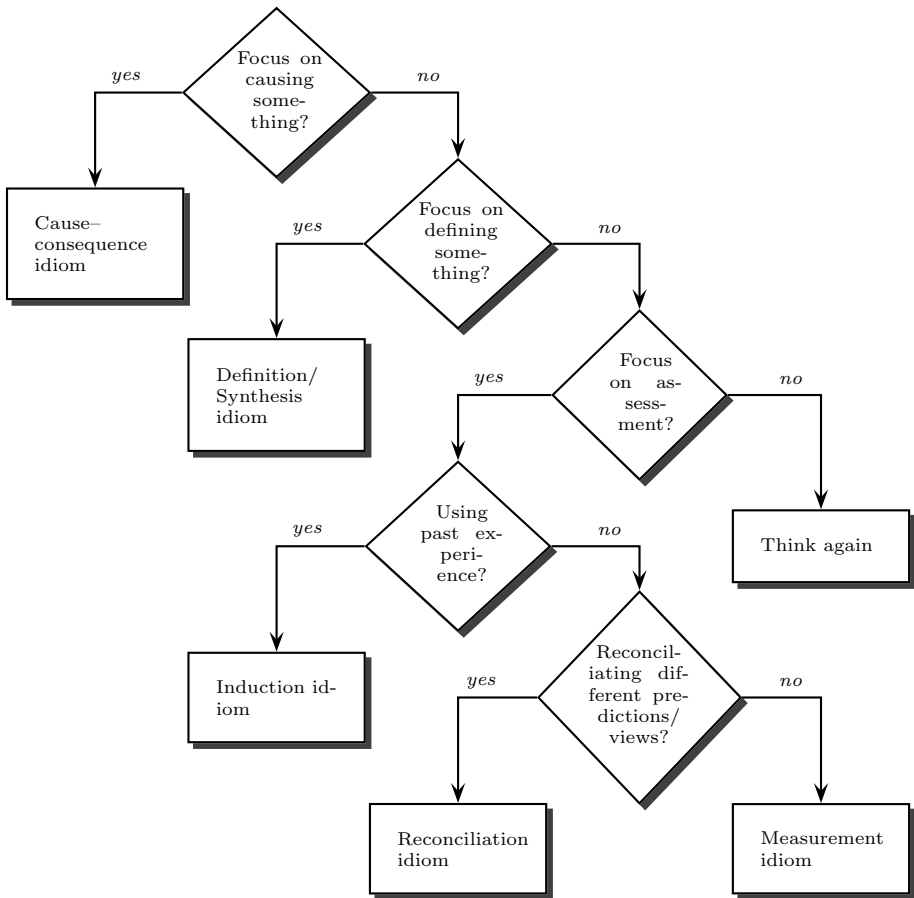 Focus on
causing
some-
thing?
yes
no
Cause–
consequence
idiom
Focus on
defining
some-
thing?
yes
no
Definition/
Synthesis
idiom
Focus
on as-
sess-
ment?
yes
no
Using
past ex-
peri-
ence?
yes
no
Think again
Induction id-
iom
Reconcil-
iating dif-
ferent pre-
dictions/
views?
yes
no
Reconciliation
idiom
Measurement
idiom